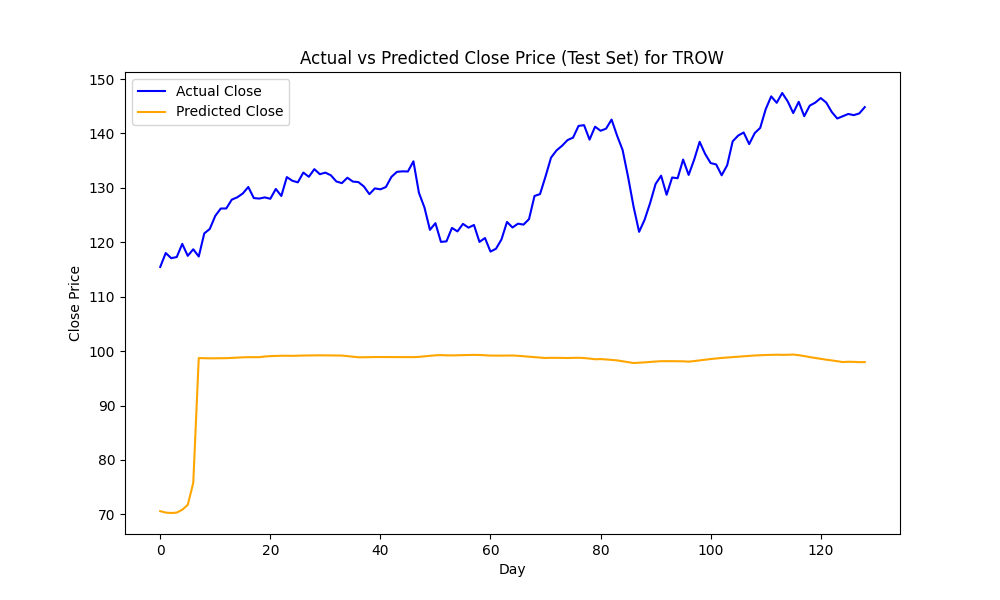 Actual vs Predicted Close Price (Test Set) for TROW
Actual Close
Predicted Close
Close Price
150
140
130
120
110
100
90
80
70
0 20 40 60 80 100 120
Day